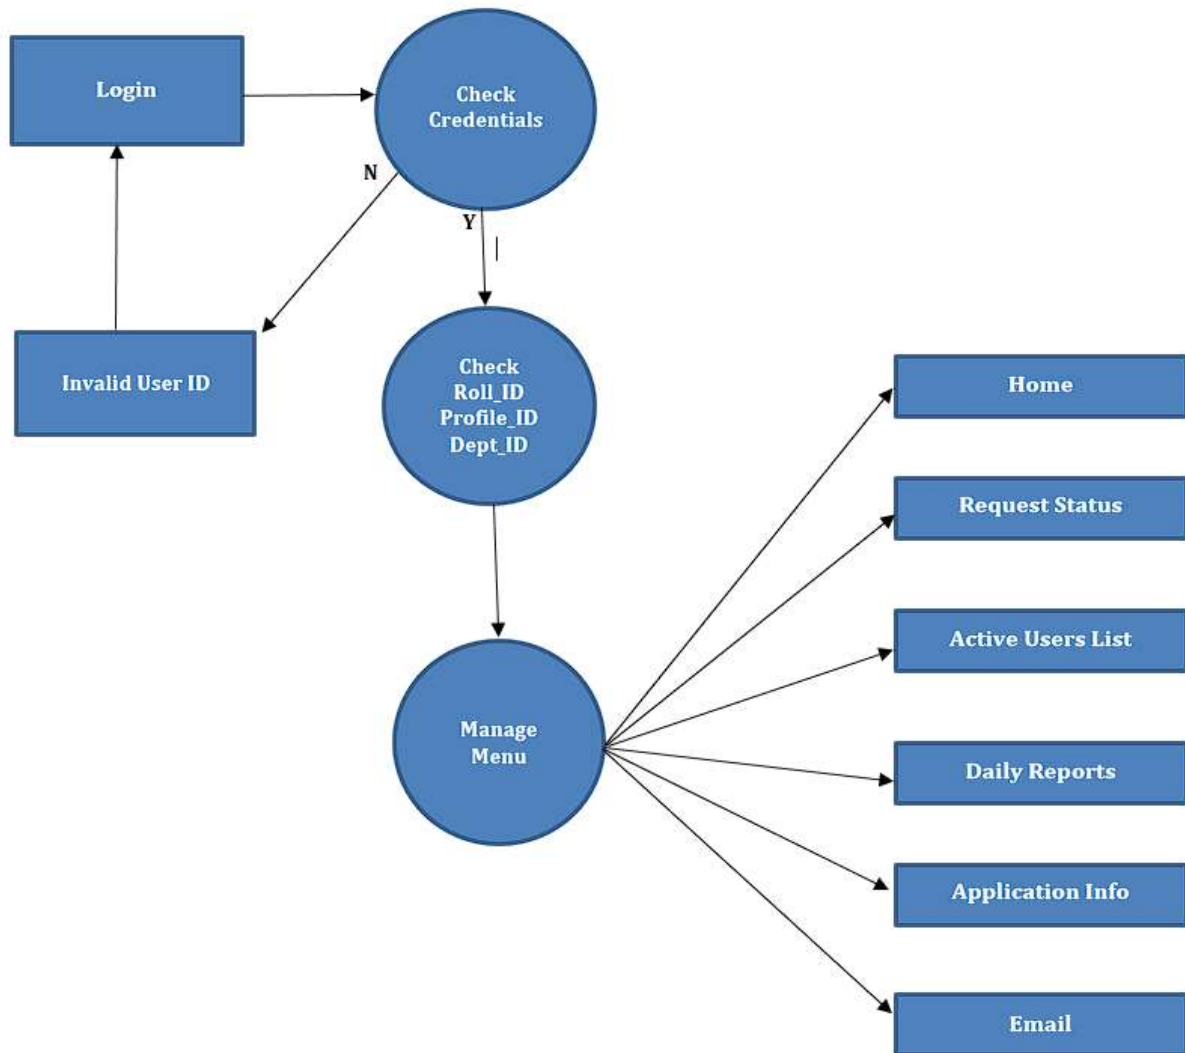 Login
Check
Credentials
N
Y
Invalid User ID
Check
Roll_ID
Profile_ID
Dept_ID
Manage
Menu
Home
Request Status
Active Users List
Daily Reports
Application Info
Email